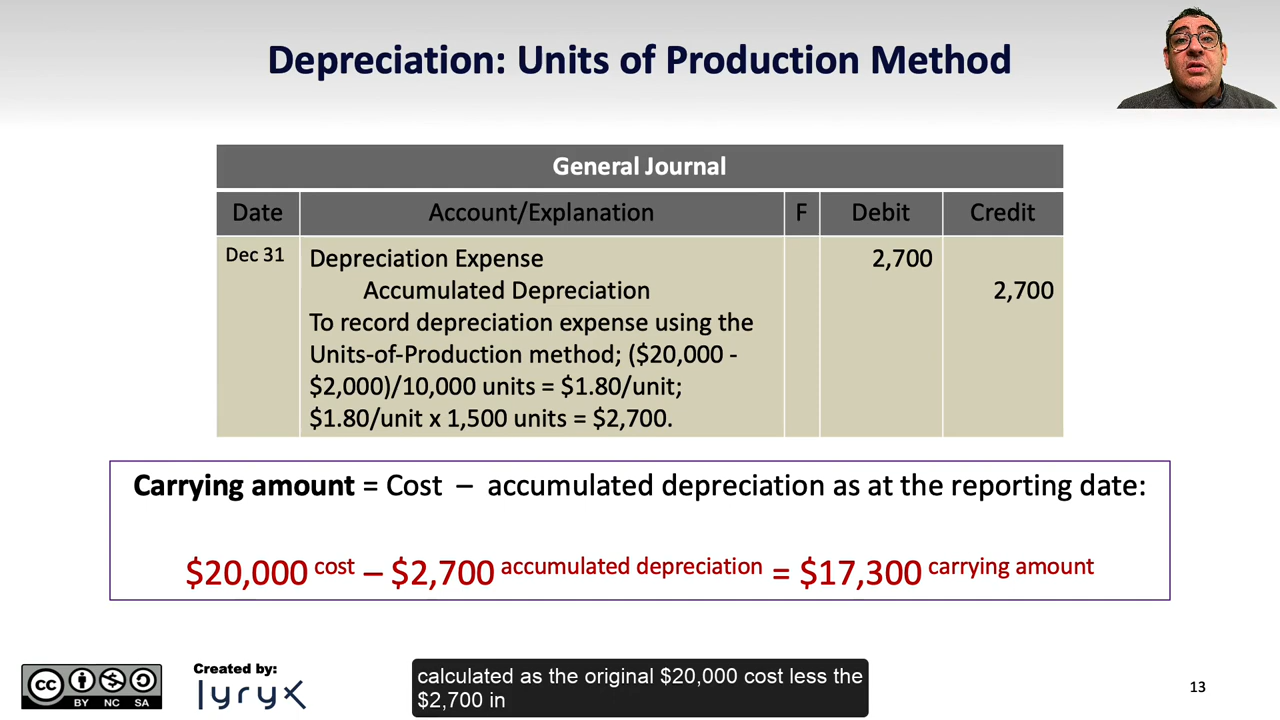 Depreciation: Units of Production Method
General Journal
Date Account/Explanation F Debit Credit
Dec 31 Depreciation Expense 2,700
Accumulated Depreciation 2,700
To record depreciation expense using the
Units-of-Production method; ($20,000 -
$2,000)/10,000 units = $1.80/unit;
$1.80/unit x 1,500 units = $2,700.
Carrying amount = Cost – accumulated depreciation as at the reporting date:
$20,000 cost – $2,700 accumulated depreciation = $17,300 carrying amount
cc BY NC SA
Created by:
lyryx
calculated as the original $20,000 cost less the
$2,700 in
13